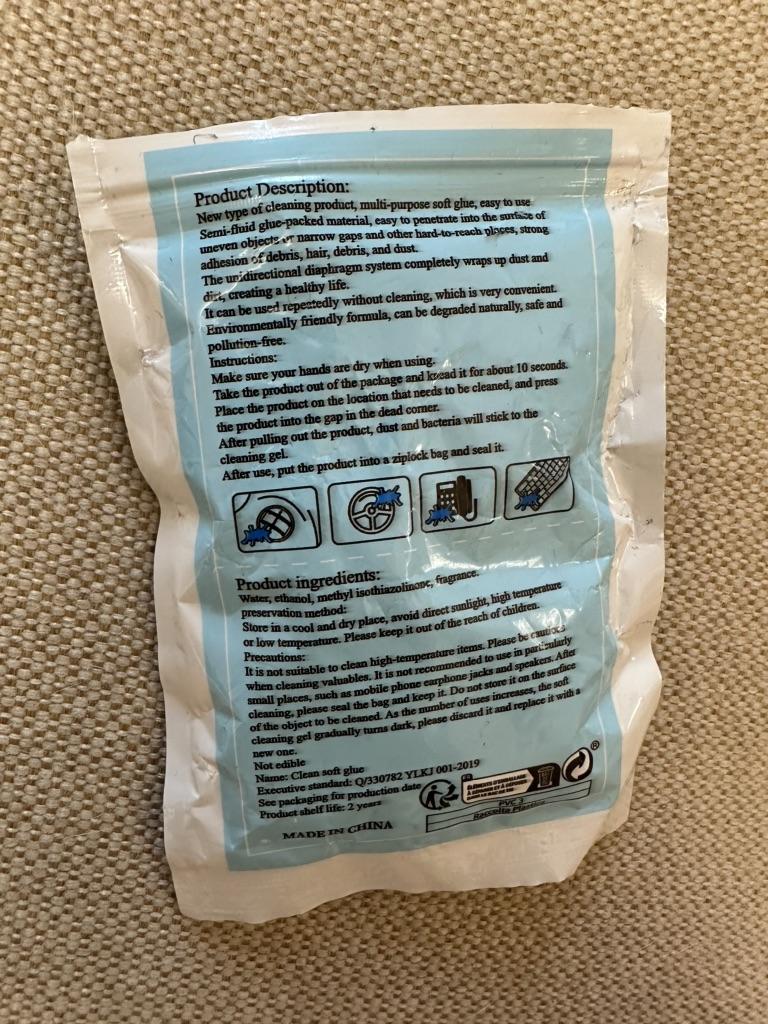 Product Description:
New type of cleaning product, multi-purpose soft glue, easy to use
Semi-fluid glue-packed material, easy to penetrate into the surface of
uneven objects or narrow gaps and other hard-to-reach places, strong
adhesion of debris, hair, debris, and dust.
The unidirectional diaphragm system completely wraps up dust and
dirt, creating a healthy life.
It can be used repeatedly without cleaning, which is very convenient.
Environmentally friendly formula, can be degraded naturally, safe and
pollution-free.
Instructions:
Make sure your hands are dry when using.
Take the product out of the package and knead it for about 10 seconds.
Place the product on the location that needs to be cleaned, and press
the product into the gap in the dead corner.
After pulling out the product, dust and bacteria will stick to the
cleaning gel.
After use, put the product into a ziplock bag and seal it.
Product ingredients:
Water, ethanol, methyl isothiazolinone, fragrance.
preservation method:
Store in a cool and dry place, avoid direct sunlight, high temperature
or low temperature. Please keep it out of the reach of children.
Precautions:
It is not suitable to clean high-temperature items. Please be cautious
when cleaning valuables. It is not recommended to use in particularly
small places, such as mobile phone earphone jacks and speakers. After
cleaning, please seal the bag and keep it. Do not store it on the surface
of the object to be cleaned. As the number of uses increases, the soft
cleaning gel gradually turns dark, please discard it and replace it with a
new one.
Not edible
Name: Clean soft glue
Executive standard: Q/330782 YLKJ 001-2019
See packaging for production date
Product shelf life: 2 years
MADE IN CHINA
FR
ÉLÉMENTS D'EMBALLAGE
®
PVC 3
Raccolta Plastica